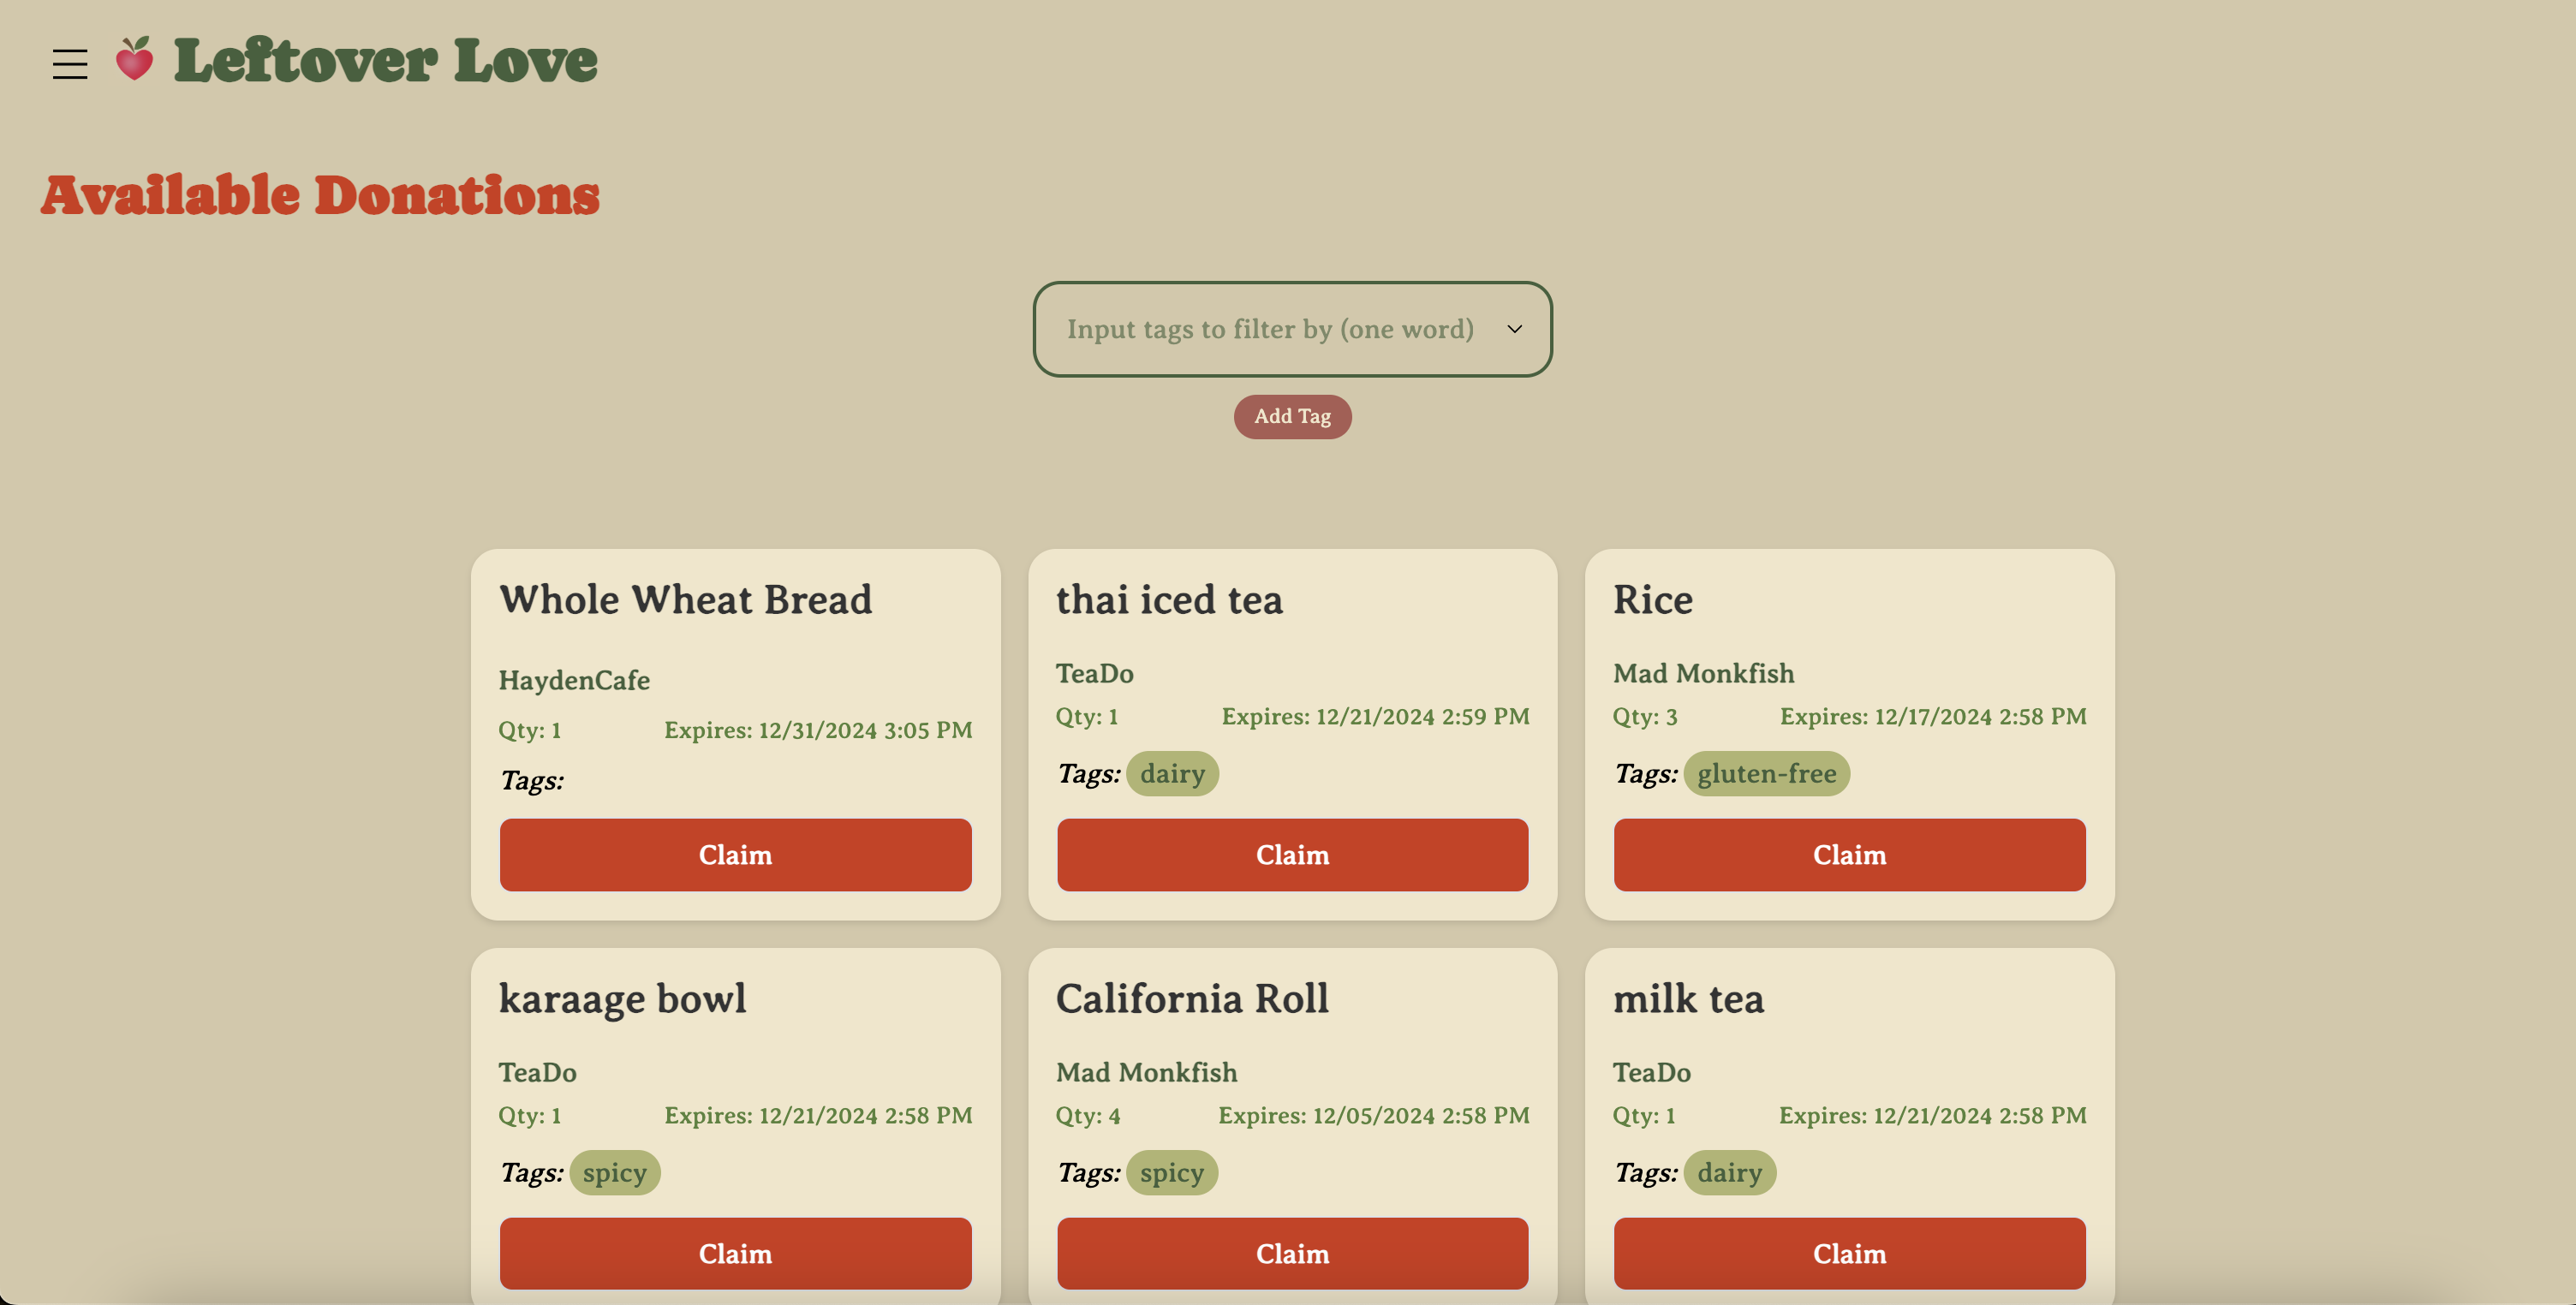 Leftover Love
Available Donations
Input tags to filter by (one word)
Add Tag
Whole Wheat Bread
HaydenCafe
Qty: 1 Expires: 12/31/2024 3:05 PM
Tags:
Claim
thai iced tea
TeaDo
Qty: 1 Expires: 12/21/2024 2:59 PM
Tags: dairy
Claim
Rice
Mad Monkfish
Qty: 3 Expires: 12/17/2024 2:58 PM
Tags: gluten-free
Claim
karaage bowl
TeaDo
Qty: 1 Expires: 12/21/2024 2:58 PM
Tags: spicy
Claim
California Roll
Mad Monkfish
Qty: 4 Expires: 12/05/2024 2:58 PM
Tags: spicy
Claim
milk tea
TeaDo
Qty: 1 Expires: 12/21/2024 2:58 PM
Tags: dairy
Claim